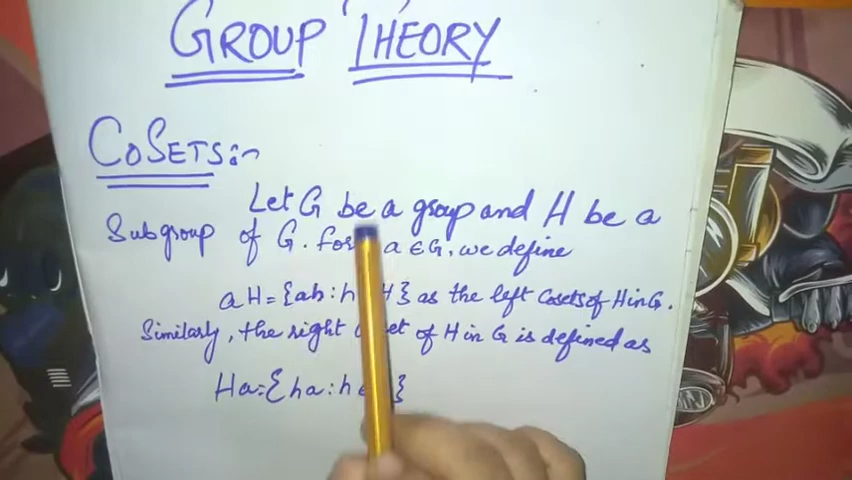 GROUP THEORY
COSETS:~
Let G be a group and H be a
Subgroup of G. for a ∈ G, we define
aH = {ah : h H} as the left Cosets of H in G.
Similarly, the right et of H in G is defined as
Ha = {ha : h ∈ }